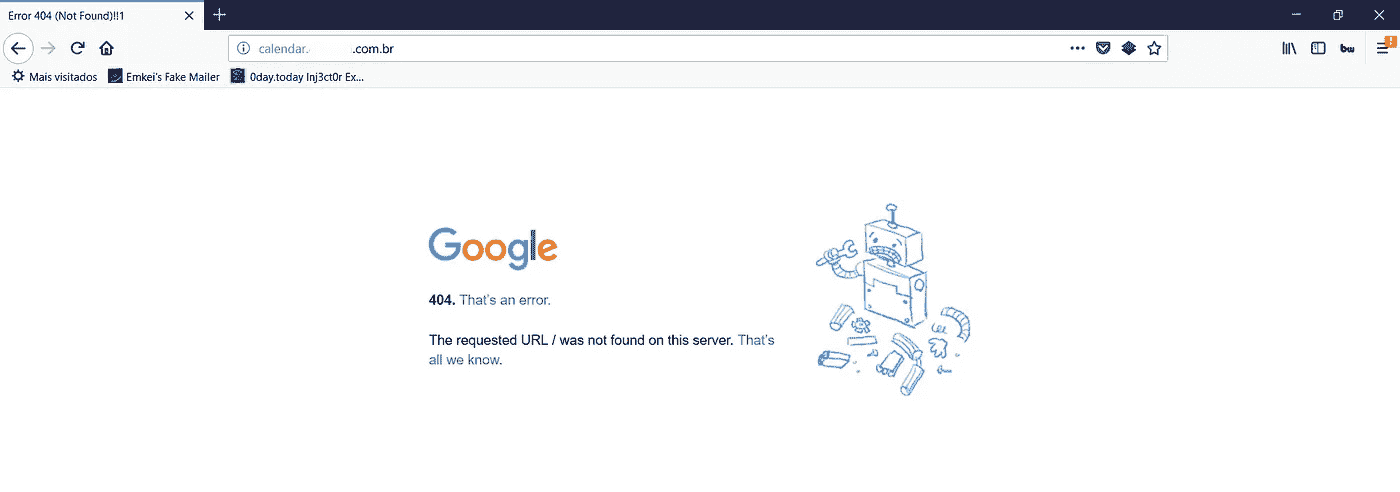 Error 404 (Not Found)!!1
calendar. .com.br
Mais visitados Emkei's Fake Mailer 0day.today Inj3ct0r Ex...
Google
404. That's an error.
The requested URL / was not found on this server. That's
all we know.